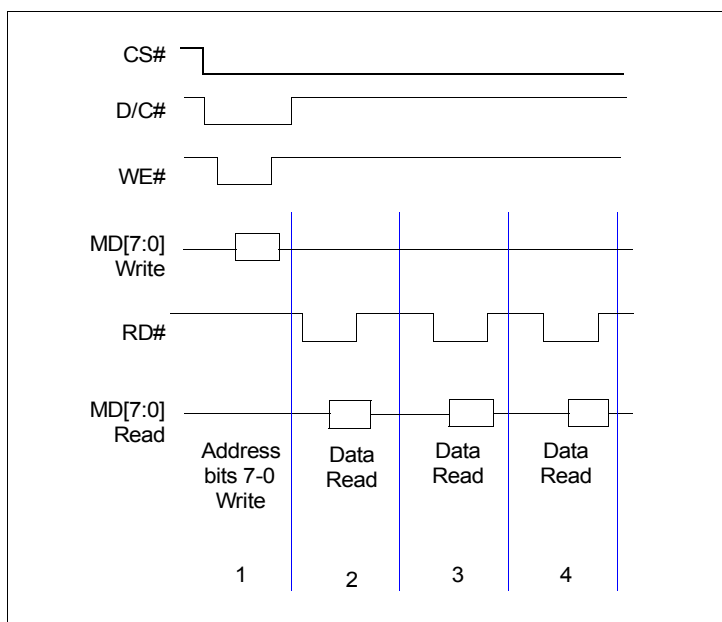 CS#
D/C#
WE#
MD[7:0]
Write
RD#
MD[7:0]
Read
Address
bits 7-0
Write
Data
Read
Data
Read
Data
Read
1
2
3
4